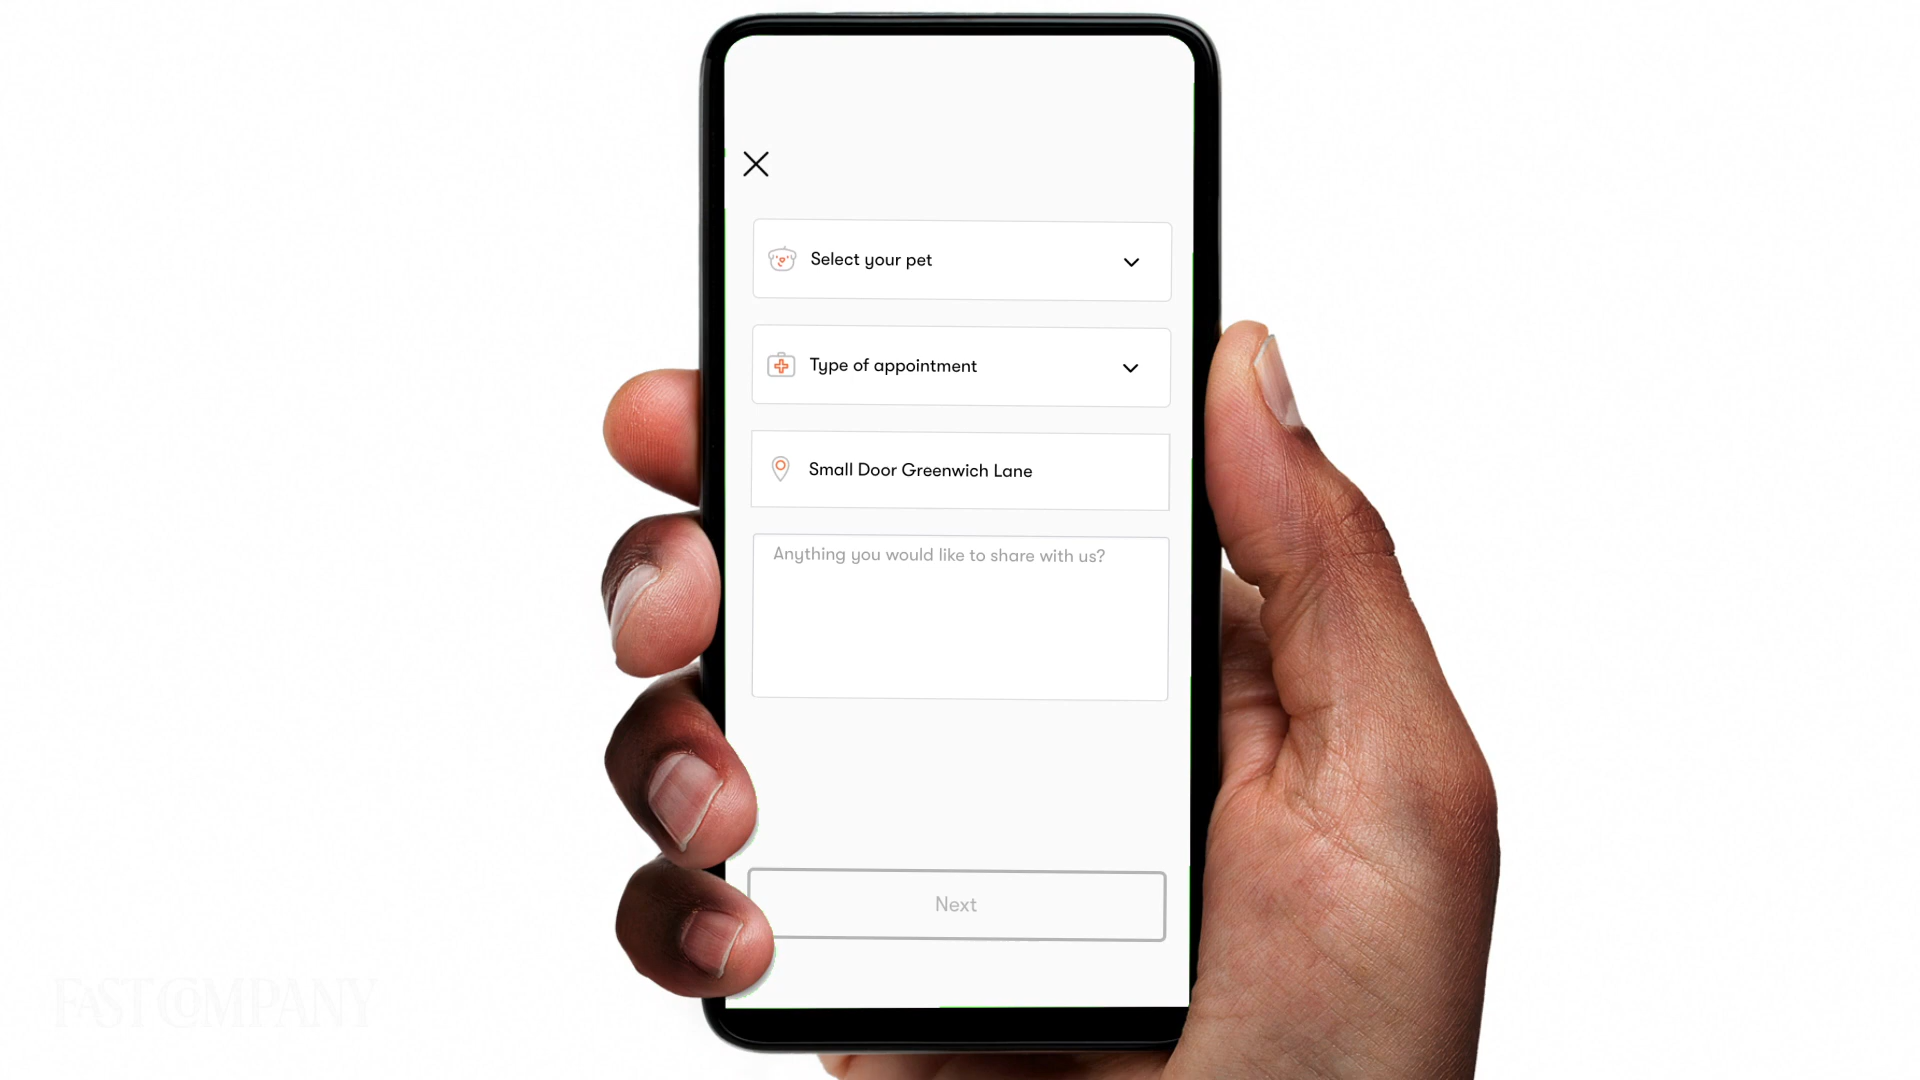 Select your pet
Type of appointment
Small Door Greenwich Lane
Anything you would like to share with us?
Next
FAST COMPANY